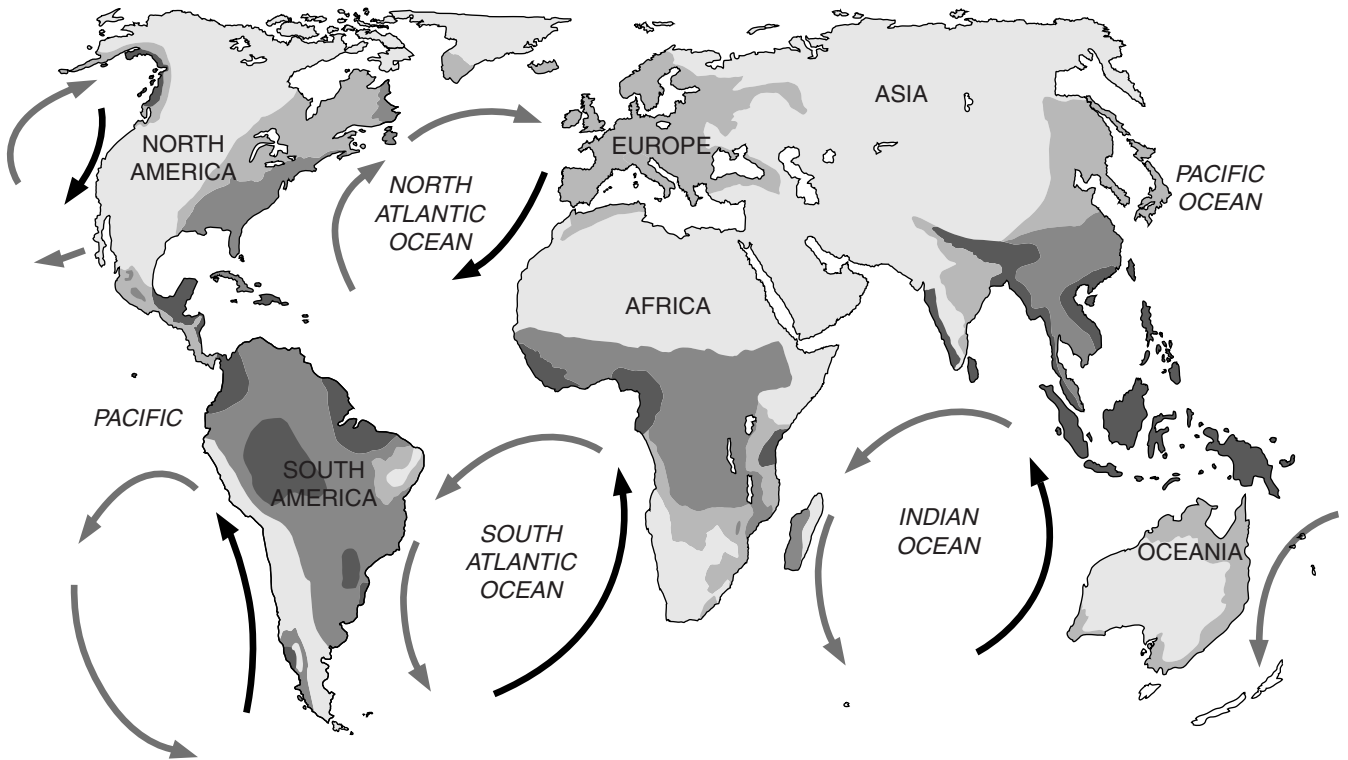 ASIA
NORTH
AMERICA
EUROPE
PACIFIC
OCEAN
NORTH
ATLANTIC
OCEAN
AFRICA
PACIFIC
SOUTH
AMERICA
SOUTH
ATLANTIC
OCEAN
INDIAN
OCEAN
OCEANIA